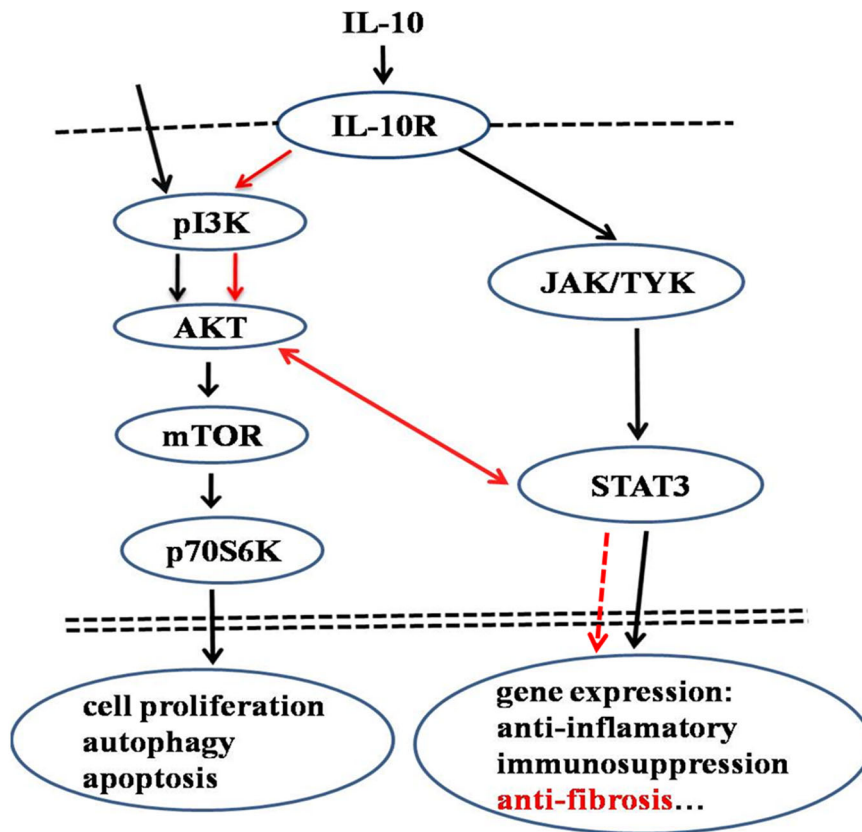 IL-10
IL-10R
pI3K
JAK/TYK
AKT
mTOR
STAT3
p70S6K
cell proliferation
autophagy
apoptosis
gene expression:
anti-inflamatory
immunosuppression
anti-fibrosis...